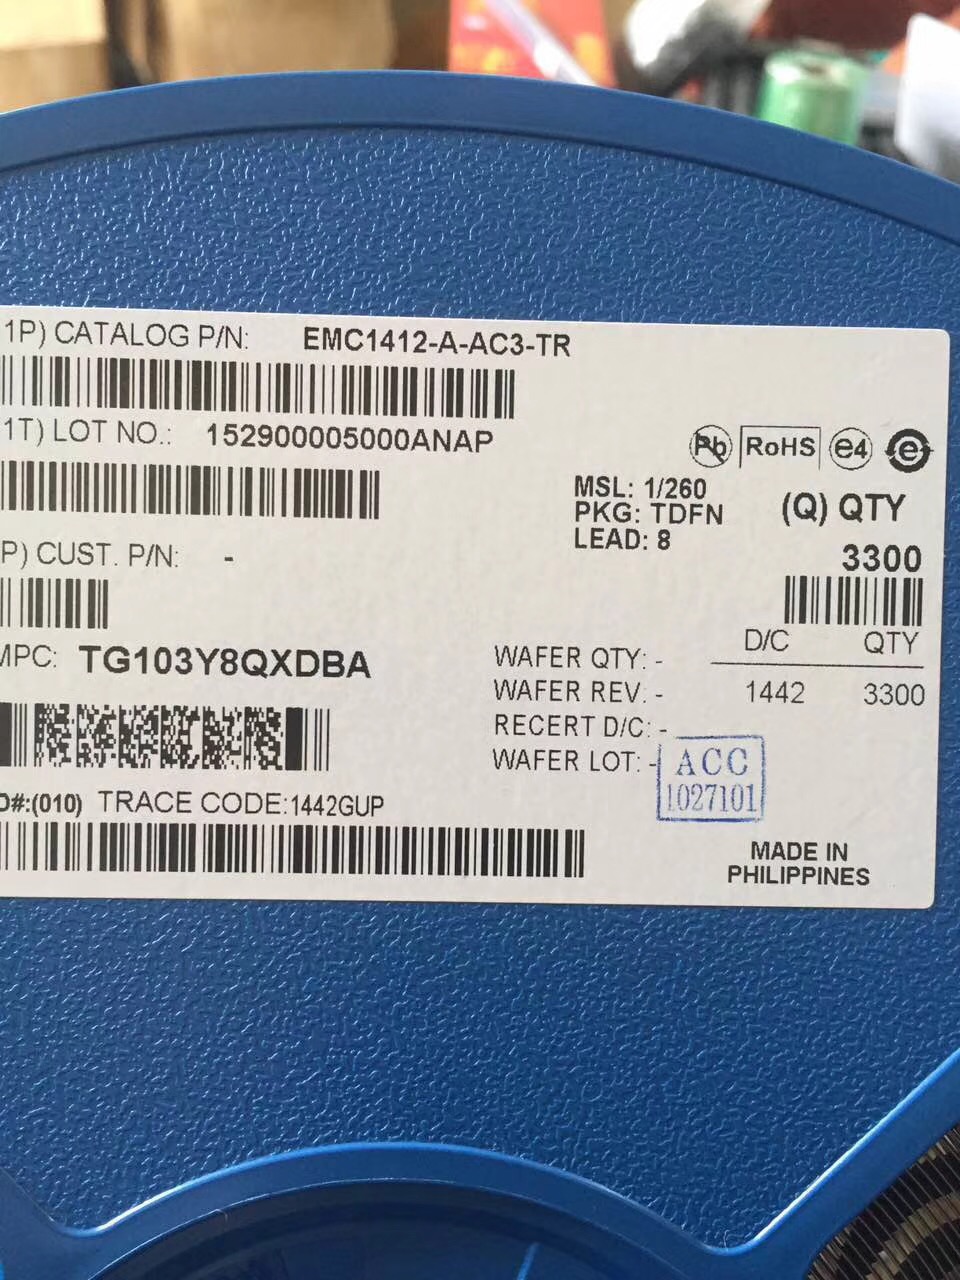 1P) CATALOG P/N: EMC1412-A-AC3-TR
1T) LOT NO.: 152900005000ANAP
Pb RoHS e4 e
MSL: 1/260
PKG: TDFN
LEAD: 8
(Q) QTY
3300
P) CUST. P/N: -
MPC: TG103Y8QXDBA
WAFER QTY: -
WAFER REV: -
RECERT D/C: -
WAFER LOT: -
D/C QTY
1442 3300
ACC
1027101
D#:(010) TRACE CODE:1442GUP
MADE IN
PHILIPPINES